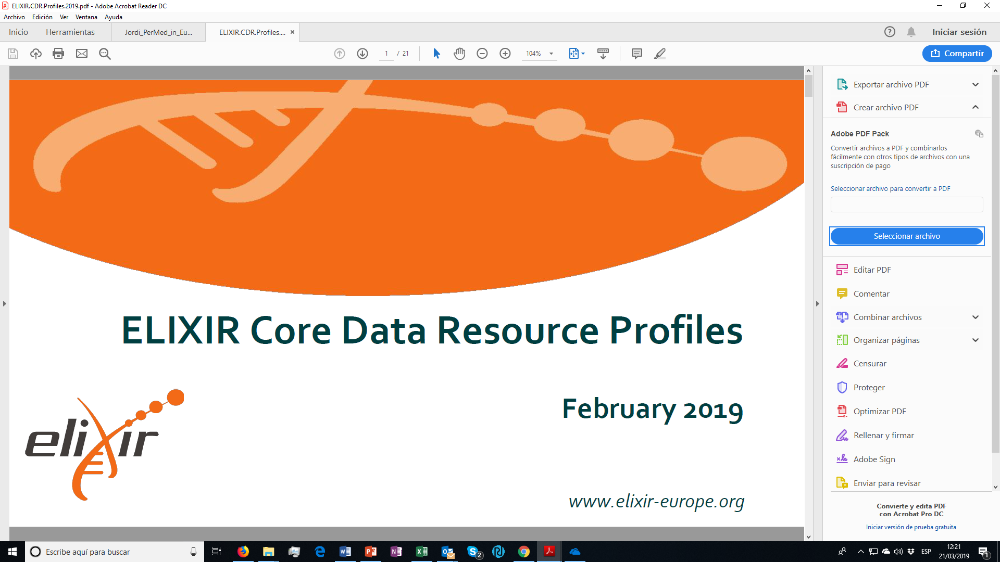 ELIXIR.CDR.Profiles.2019.pdf - Adobe Acrobat Reader DC
Archivo Edición Ver Ventana Ayuda
Inicio Herramientas Jordi_PerMed_in_Eu... ELIXIR.CDR.Profiles.... Iniciar sesión
1 / 21 104% Compartir
Exportar archivo PDF
Crear archivo PDF
Adobe PDF Pack
Convertir archivos a PDF y combinarlos
fácilmente con otros tipos de archivos con una
suscripción de pago
Seleccionar archivo para convertir a PDF
Seleccionar archivo
Editar PDF
Comentar
Combinar archivos
Organizar páginas
Censurar
Proteger
Optimizar PDF
Rellenar y firmar
Adobe Sign
Enviar para revisar
Convierte y edita PDF
con Acrobat Pro DC
Iniciar versión de prueba gratuita
ELIXIR Core Data Resource Profiles
February 2019
elixir
www.elixir-europe.org
Escribe aquí para buscar
2
ESP
12:21
21/03/2019
1